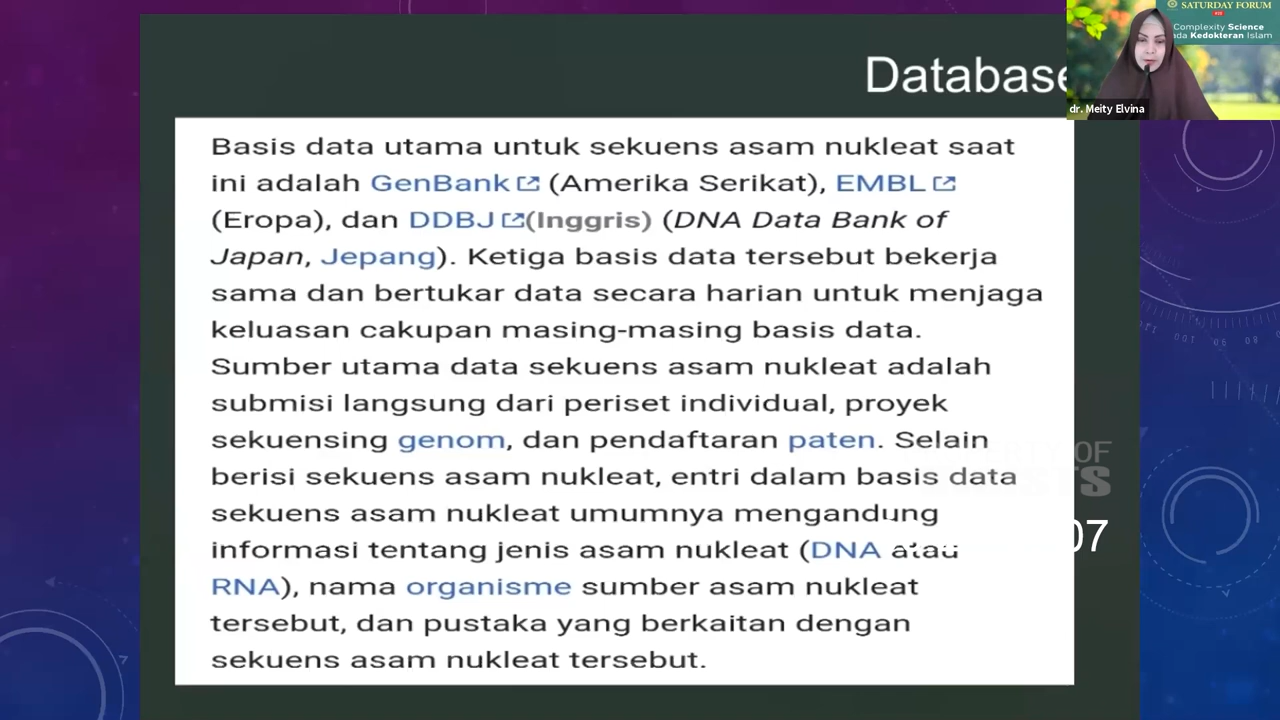 SATURDAY FORUM
Complexity Science
Kedokteran Islam
dr. Meity Elvina
Database
Basis data utama untuk sekuens asam nukleat saat
ini adalah GenBank (Amerika Serikat), EMBL
(Eropa), dan DDBJ (Inggris) (DNA Data Bank of
Japan, Jepang). Ketiga basis data tersebut bekerja
sama dan bertukar data secara harian untuk menjaga
keluasan cakupan masing-masing basis data.
Sumber utama data sekuens asam nukleat adalah
submisi langsung dari periset individual, proyek
sekuensing genom, dan pendaftaran paten. Selain
berisi sekuens asam nukleat, entri dalam basis data
sekuens asam nukleat umumnya mengandung
informasi tentang jenis asam nukleat (DNA atau
RNA), nama organisme sumber asam nukleat
tersebut, dan pustaka yang berkaitan dengan
sekuens asam nukleat tersebut.
07